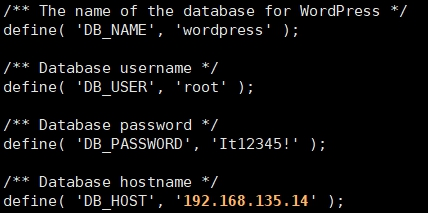 /** The name of the database for WordPress */
define( 'DB_NAME', 'wordpress' );
/** Database username */
define( 'DB_USER', 'root' );
/** Database password */
define( 'DB_PASSWORD', 'It12345!' );
/** Database hostname */
define( 'DB_HOST', '192.168.135.14' );